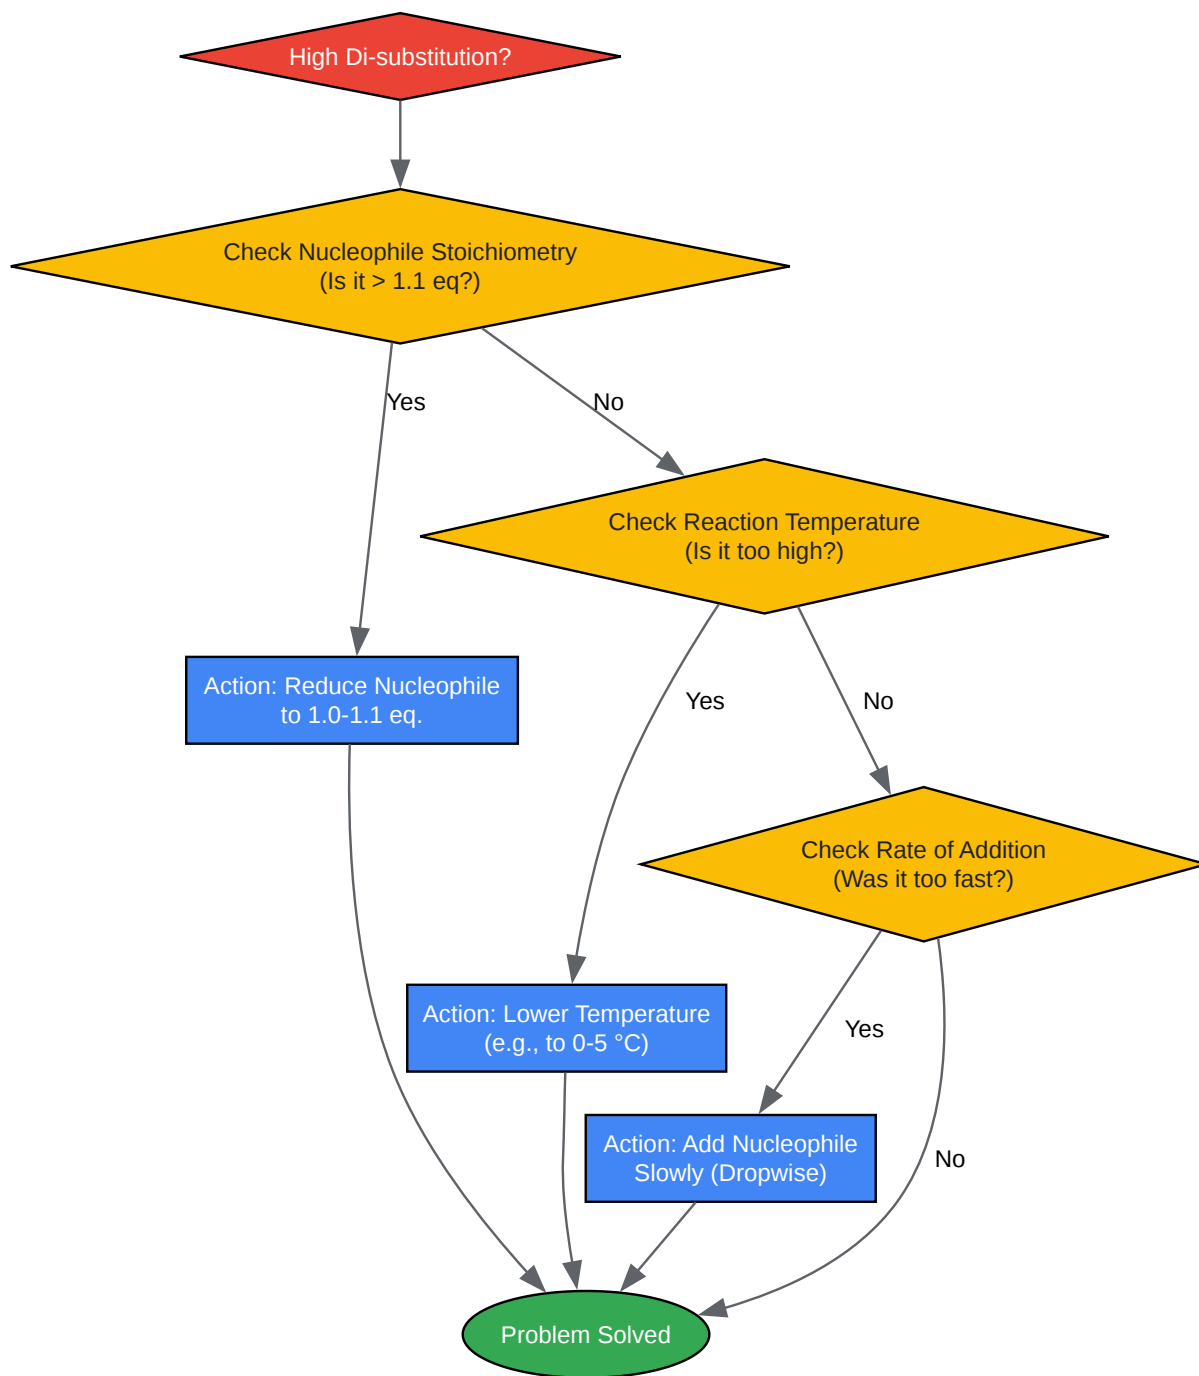 High Di-substitution?
Check Nucleophile Stoichiometry
(Is it > 1.1 eq?)
Yes
No
Check Reaction Temperature
(Is it too high?)
Action: Reduce Nucleophile
to 1.0-1.1 eq.
Yes
No
Check Rate of Addition
(Was it too fast?)
Action: Lower Temperature
(e.g., to 0-5 °C)
Yes
Action: Add Nucleophile
Slowly (Dropwise)
No
Problem Solved